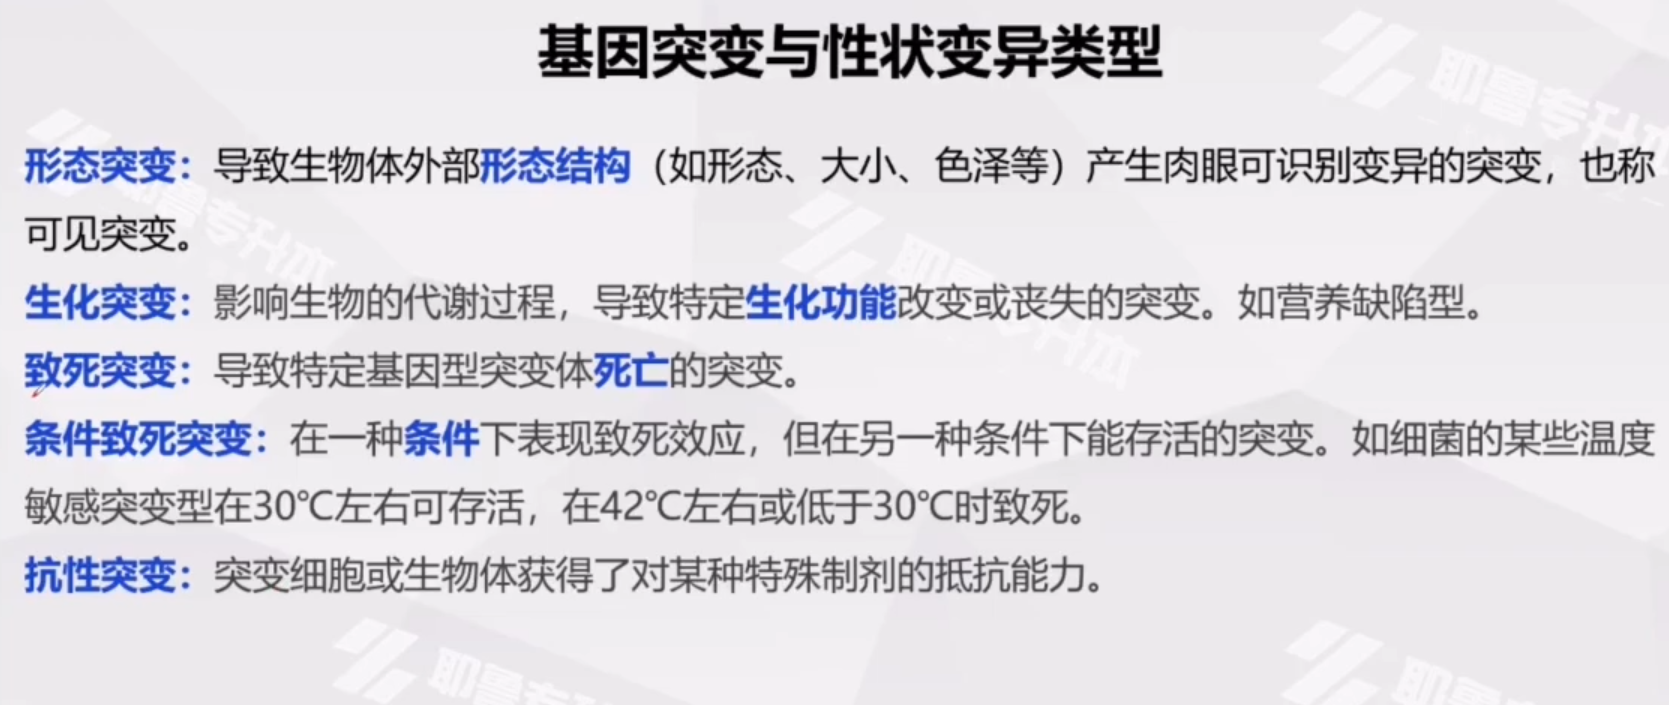 基因突变与性状变异类型
形态突变：导致生物体外部形态结构（如形态、大小、色泽等）产生肉眼可识别变异的突变，也称
可见突变。
生化突变：影响生物的代谢过程，导致特定生化功能改变或丧失的突变。如营养缺陷型。
致死突变：导致特定基因型突变体死亡的突变。
条件致死突变：在一种条件下表现致死效应，但在另一种条件下能存活的突变。如细菌的某些温度
敏感突变型在30℃左右可存活，在42℃左右或低于30℃时致死。
抗性突变：突变细胞或生物体获得了对某种特殊制剂的抵抗能力。
耶鲁专升本
耶鲁专升本
耶鲁专升本
耶鲁专
耶鲁